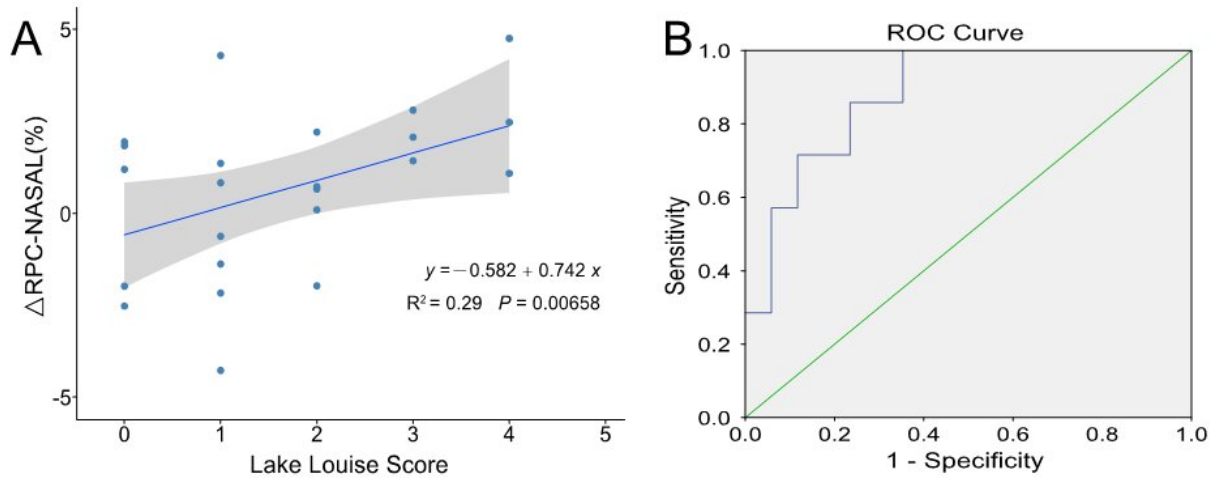 A
5
0
-5
△RPC-NASAL(%)
y = −0.582 + 0.742 x
R² = 0.29 P = 0.00658
0 1 2 3 4 5
Lake Louise Score
B
ROC Curve
1.0
0.8
0.6
0.4
0.2
0.0
Sensitivity
0.0 0.2 0.4 0.6 0.8 1.0
1 - Specificity